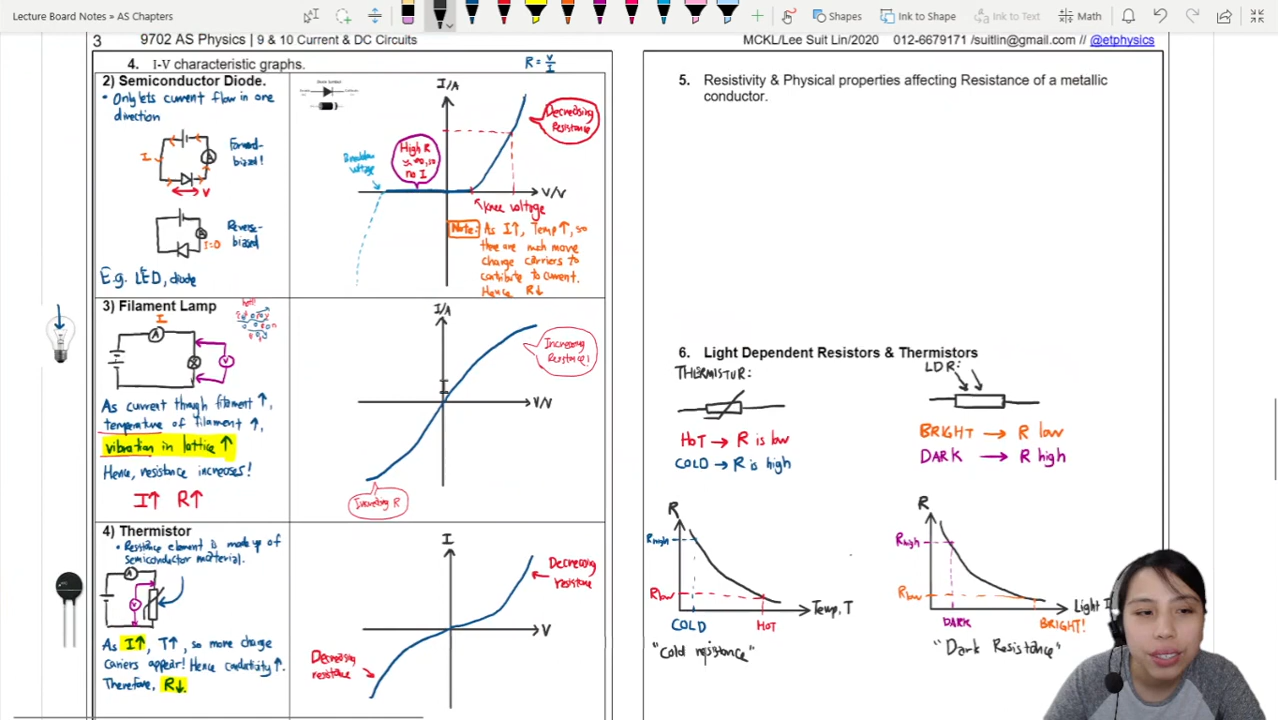 Lecture Board Notes » AS Chapters
Shapes
Ink to Shape
Ink to Text
Math
3 9702 AS Physics | 9 & 10 Current & DC Circuits
MCKL/Lee Suit Lin/2020 012-6679171 /suitlin@gmail.com // @etphysics
4. I-V characteristic graphs.
R = V/I
2) Semiconductor Diode.
• Only lets current flow in one
direction
I
A
V
Forward-
biased!
A
I=0
Reverse-
biased
E.g. LED, diode
I/A
Decreasing
Resistance
High R
≈ ∞, so
no I
Breakdown
voltage
V/V
Knee voltage
Note: As I↑, Temp↑, so
there are much more
charge carriers to
contribute to current.
Hence R↓
3) Filament Lamp
I
A
V
As current through filament ↑,
temperature of filament ↑,
vibration in lattice ↑
Hence, resistance increases!
I↑ R↑
I/A
Increasing
Resistance!
V/V
Increasing R
4) Thermistor
• Resistance element is made up of
semiconductor material.
A
V
As I↑, T↑, so more charge
carriers appear! Hence conductivity ↑.
Therefore, R↓
I
Decreasing
resistance
V
Decreasing
resistance
5. Resistivity & Physical properties affecting Resistance of a metallic
conductor.
6. Light Dependent Resistors & Thermistors
THERMISTOR:
HOT → R is low
COLD → R is high
LDR:
BRIGHT → R low
DARK → R high
R
Rhigh
Rlow
Temp, T
COLD
HOT
"Cold resistance"
R
Rhigh
Rlow
Light I
DARK
BRIGHT!
"Dark Resistance"